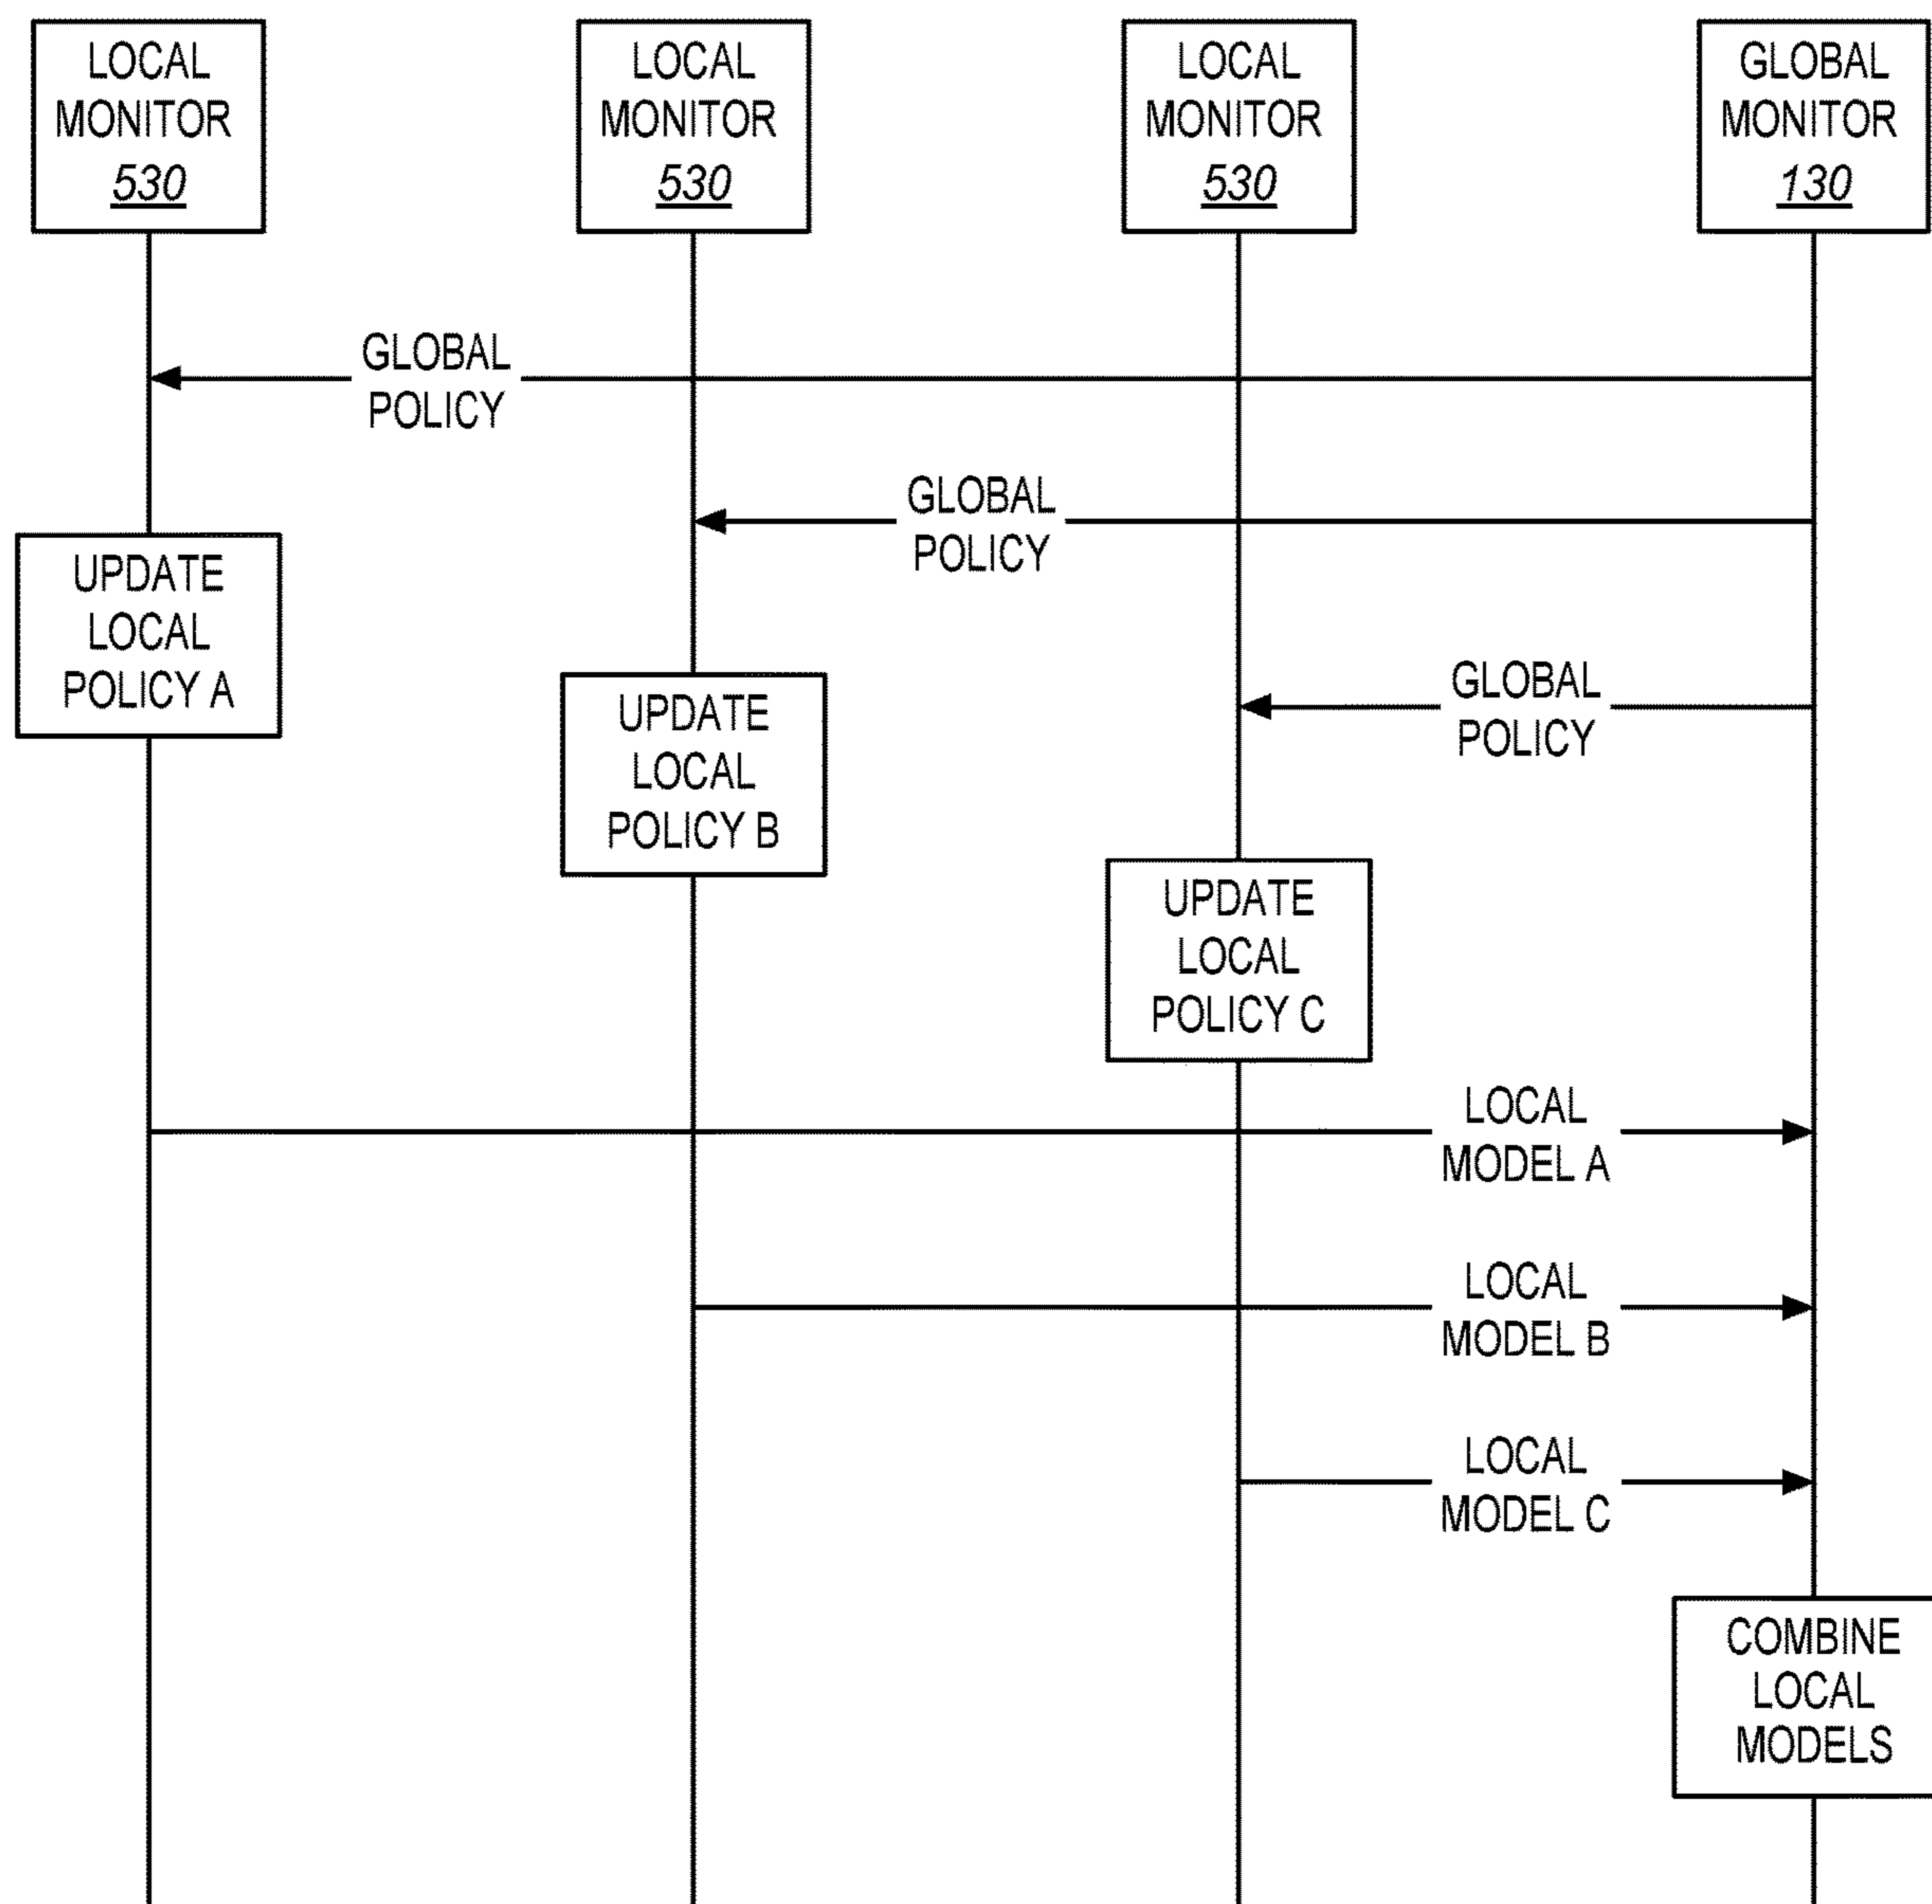 LOCAL
MONITOR
530
LOCAL
MONITOR
530
LOCAL
MONITOR
530
GLOBAL
MONITOR
130
GLOBAL
POLICY
GLOBAL
POLICY
UPDATE
LOCAL
POLICY A
GLOBAL
POLICY
UPDATE
LOCAL
POLICY B
UPDATE
LOCAL
POLICY C
LOCAL
MODEL A
LOCAL
MODEL B
LOCAL
MODEL C
COMBINE
LOCAL
MODELS